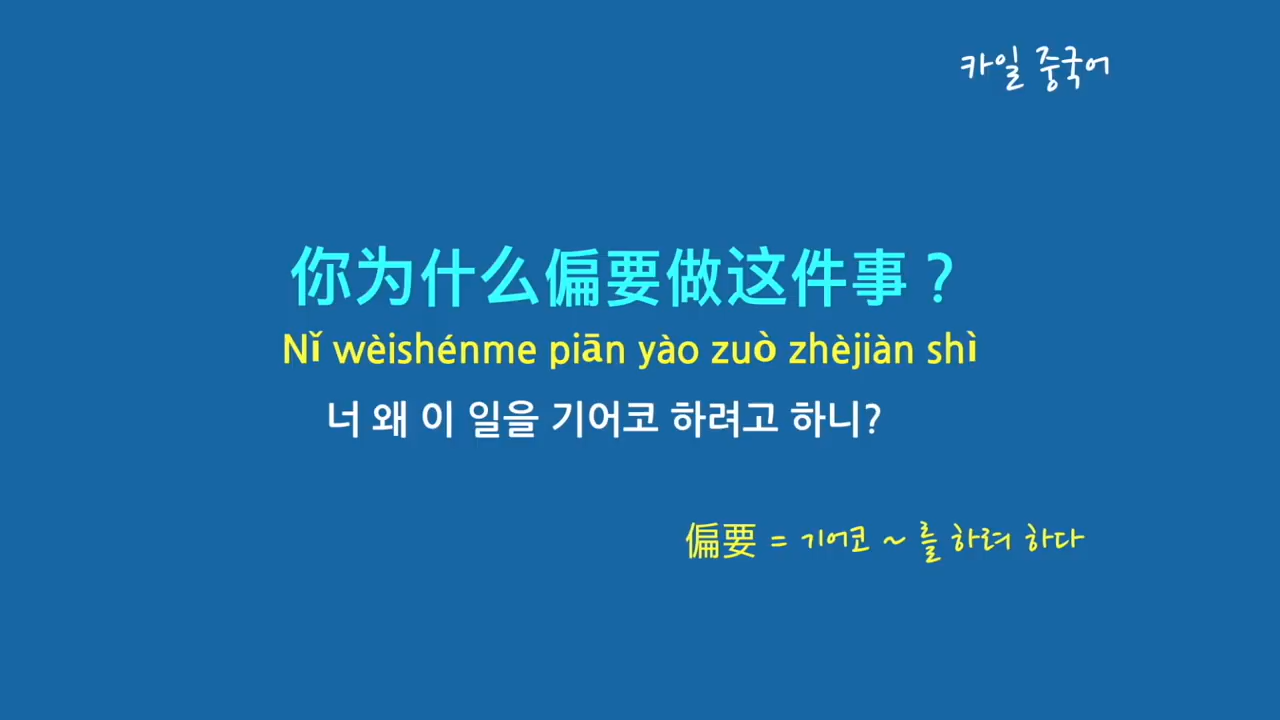 카일 중국어
你为什么偏要做这件事？
Nǐ wèishénme piān yào zuò zhèjiàn shì
너 왜 이 일을 기어코 하려고 하니?
偏要 = 기어코 ~ 를 하려 하다